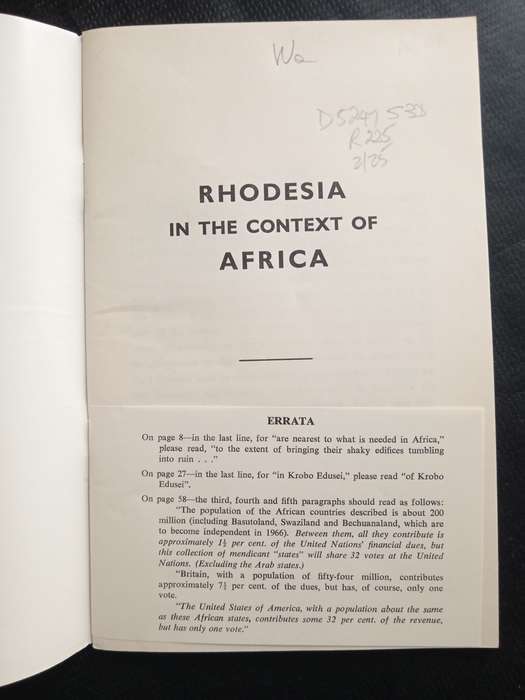 RHODESIA
IN THE CONTEXT OF
AFRICA
ERRATA
On page 8—in the last line, for "are nearest to what is needed in Africa,"
please read, "to the extent of bringing their shaky edifices tumbling
into ruin . . ."
On page 27—in the last line, for "in Krobo Edusei," please read "of Krobo
Edusei".
On page 58—the third, fourth and fifth paragraphs should read as follows:
"The population of the African countries described is about 200
million (including Basutoland, Swaziland and Bechuanaland, which are
to become independent in 1966). Between them, all they contribute is
approximately 1½ per cent. of the United Nations' financial dues, but
this collection of mendicant "states" will share 32 votes at the United
Nations. (Excluding the Arab states.)
"Britain, with a population of fifty-four million, contributes
approximately 7½ per cent. of the dues, but has, of course, only one
vote.
"The United States of America, with a population about the same
as these African states, contributes some 32 per cent. of the revenue,
but has only one vote."